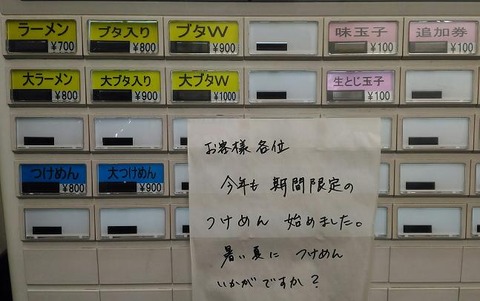 ラーメン ¥700
ブタ入り ¥800
ブタW ¥900
味玉子 ¥100
追加券 ¥100
大ラーメン ¥800
大ブタ入り ¥900
大ブタW ¥1000
生とじ玉子 ¥100
つけめん ¥800
大つけめん ¥900
お客様各位
今年も 期間限定の
つけめん 始めました。
暑い夏に つけめん
いかがですか?